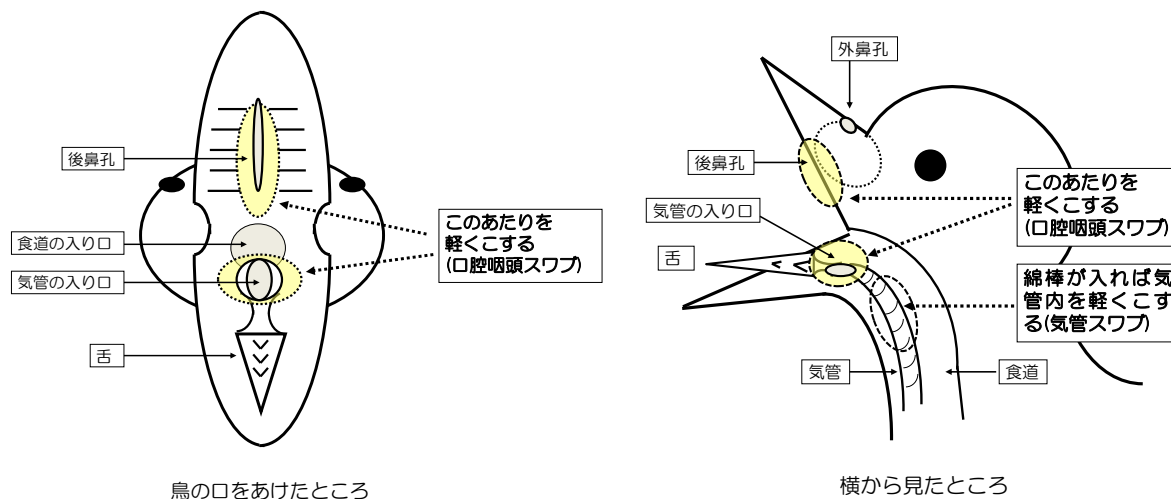 後鼻孔
食道の入り口
気管の入り口
舌
このあたりを
軽くこする
(口腔咽頭スワブ)
鳥の口をあけたところ
外鼻孔
後鼻孔
気管の入り口
舌
このあたりを
軽くこする
(口腔咽頭スワブ)
綿棒が入れば気
管内を軽くこす
る(気管スワブ)
気管
食道
横から見たところ